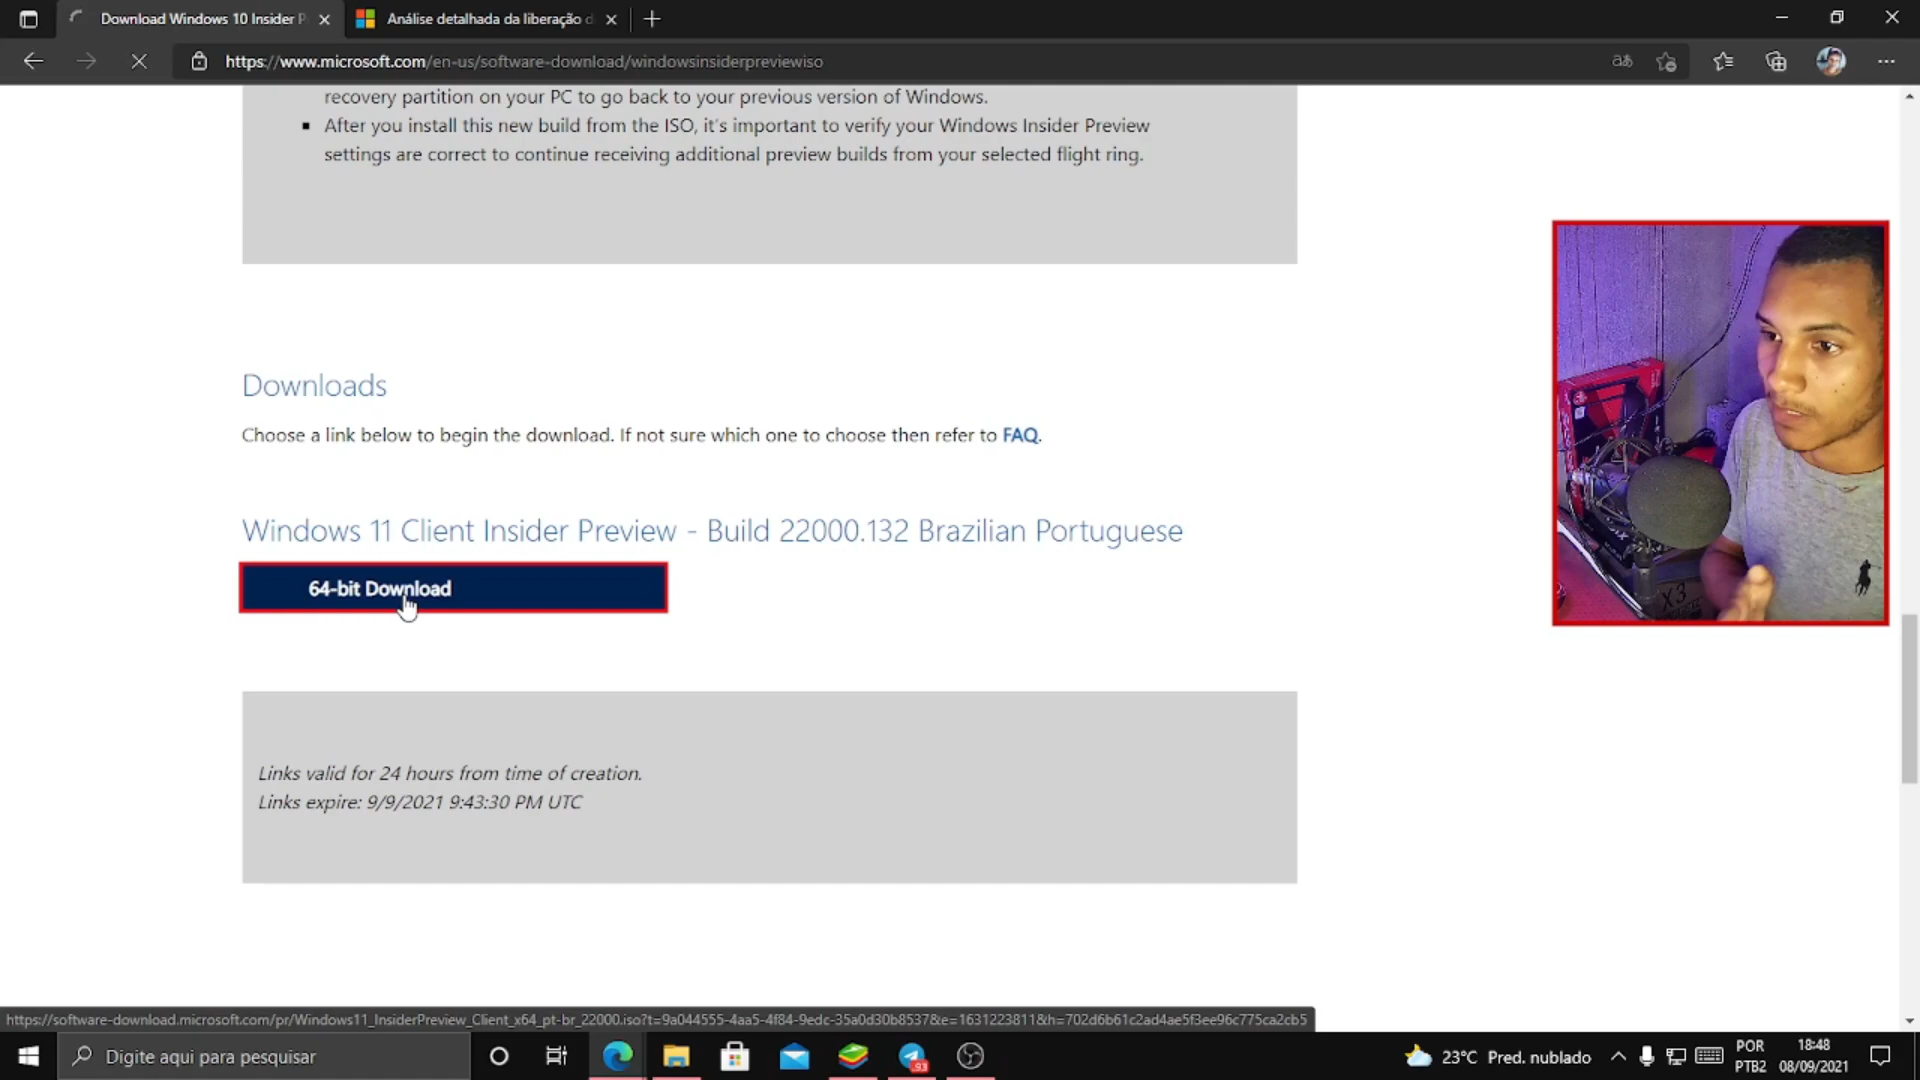 Download Windows 10 Insider P
Análise detalhada da liberação d
https://www.microsoft.com/en-us/software-download/windowsinsiderpreviewiso
recovery partition on your PC to go back to your previous version of Windows.
▪ After you install this new build from the ISO, it's important to verify your Windows Insider Preview
settings are correct to continue receiving additional preview builds from your selected flight ring.
Downloads
Choose a link below to begin the download. If not sure which one to choose then refer to FAQ.
Windows 11 Client Insider Preview - Build 22000.132 Brazilian Portuguese
64-bit Download
X3
Links valid for 24 hours from time of creation.
Links expire: 9/9/2021 9:43:30 PM UTC
https://software-download.microsoft.com/pr/Windows11_InsiderPreview_Client_x64_pt-br_22000.iso?t=9a044555-4aa5-4f84-9edc-35a0d30b8537&e=1631223811&h=702d6b61c2ad4ae5f3ee96c775ca2cb5
Digite aqui para pesquisar
93
23°C Pred. nublado
POR
PTB2
18:48
08/09/2021